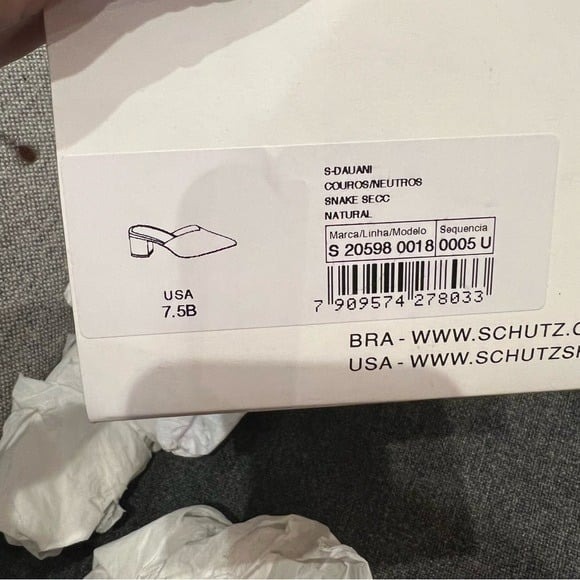 S-DAUANI
COUROS/NEUTROS
SNAKE SECC
NATURAL
Marca/Linha/Modelo Sequencia
S 20598 0018 0005 U
7 909574 278033
USA
7.5B
BRA - WWW.SCHUTZ.C
USA - WWW.SCHUTZSH